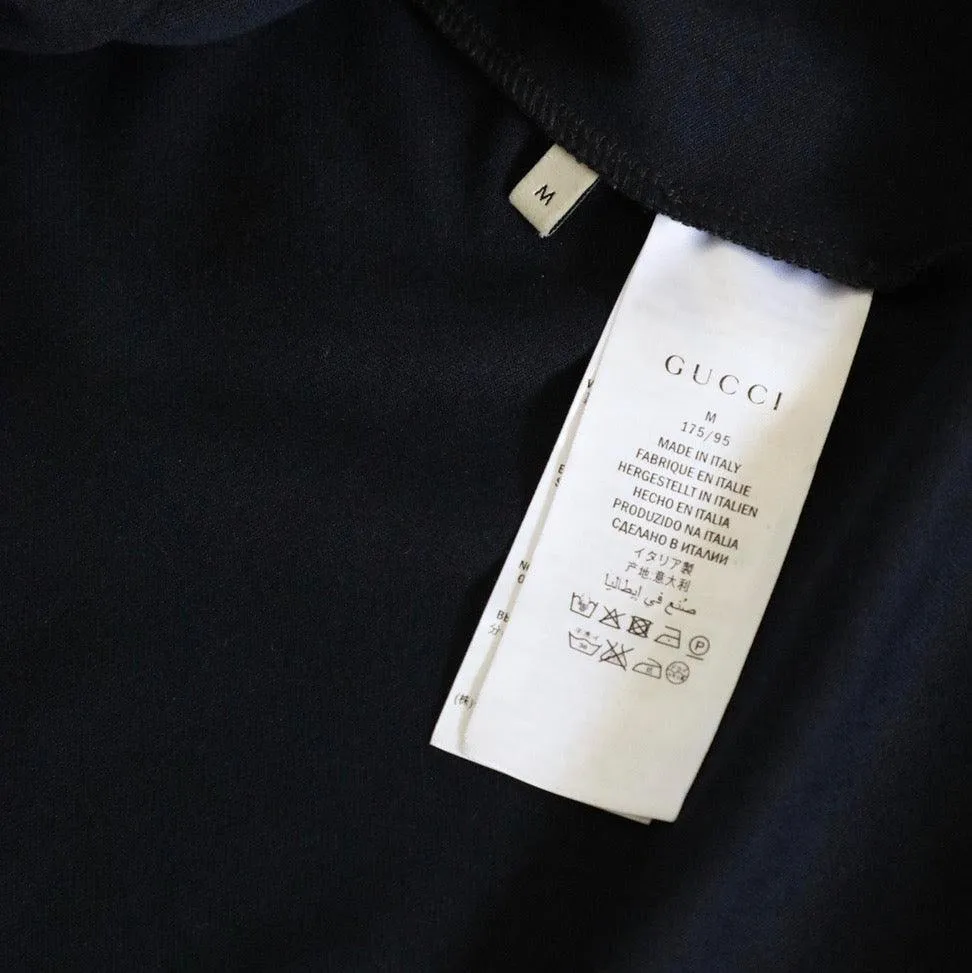 M
GUCCI
M
175/95
MADE IN ITALY
FABRIQUE EN ITALIE
HERGESTELLT IN ITALIEN
HECHO EN ITALIA
PRODUZIDO NA ITALIA
СДЕЛАНО В ИТАЛИИ
イタリア製
产地:意大利
صنع في إيطاليا
P
(株)